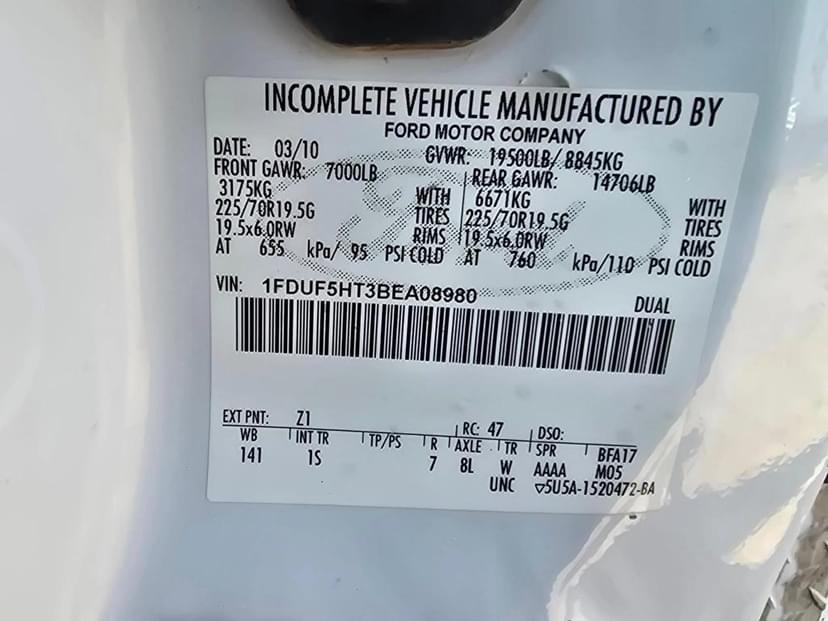 INCOMPLETE VEHICLE MANUFACTURED BY
FORD MOTOR COMPANY
DATE: 03/10 GVWR: 19500LB/ 8845KG
FRONT GAWR: 7000LB REAR GAWR: 14706LB
3175KG WITH 6671KG WITH
225/70R19.5G TIRES 225/70R19.5G TIRES
19.5x6.0RW RIMS 19.5x6.0RW RIMS
AT 655 kPa/ 95 PSI COLD AT 760 kPa/110 PSI COLD
VIN: 1FDUF5HT3BEA08980 DUAL
EXT PNT: Z1 RC: 47 DSO:
WB INT TR TP/PS R AXLE TR SPR BFA17
141 1S 7 8L W AAAA M05
UNC ▽5U5A-1520472-BA